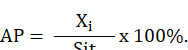 Xi
AP = — x 100%.
Sit